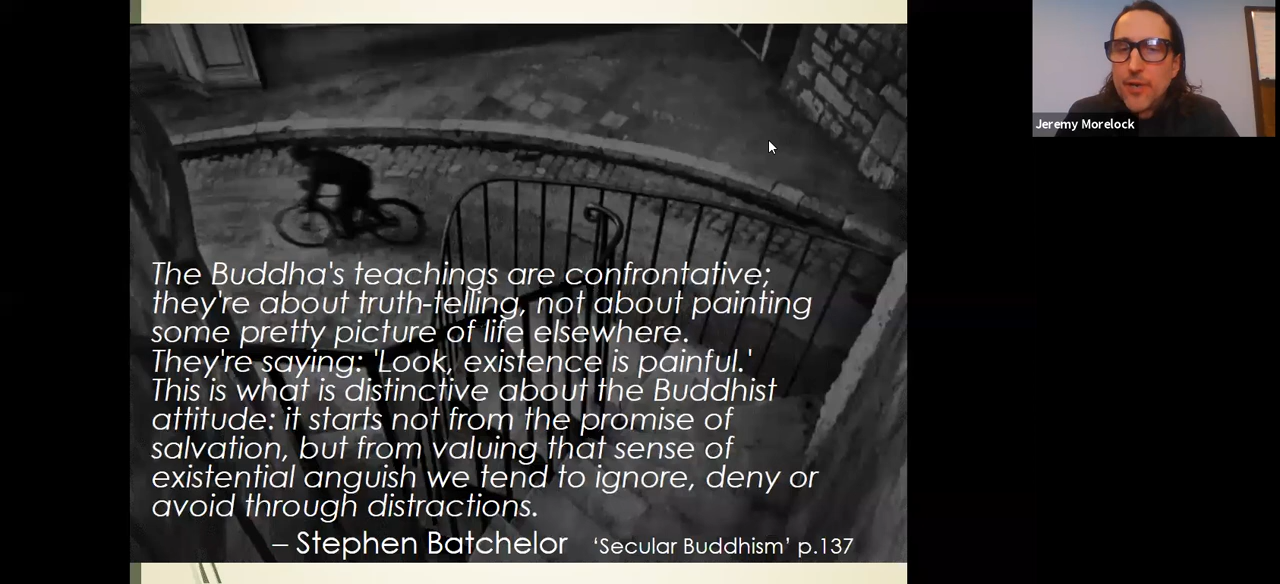 Jeremy Morelock
The Buddha's teachings are confrontative;
they're about truth-telling, not about painting
some pretty picture of life elsewhere.
They're saying: 'Look, existence is painful.'
This is what is distinctive about the Buddhist
attitude: it starts not from the promise of
salvation, but from valuing that sense of
existential anguish we tend to ignore, deny or
avoid through distractions.
– Stephen Batchelor ‘Secular Buddhism’ p.137